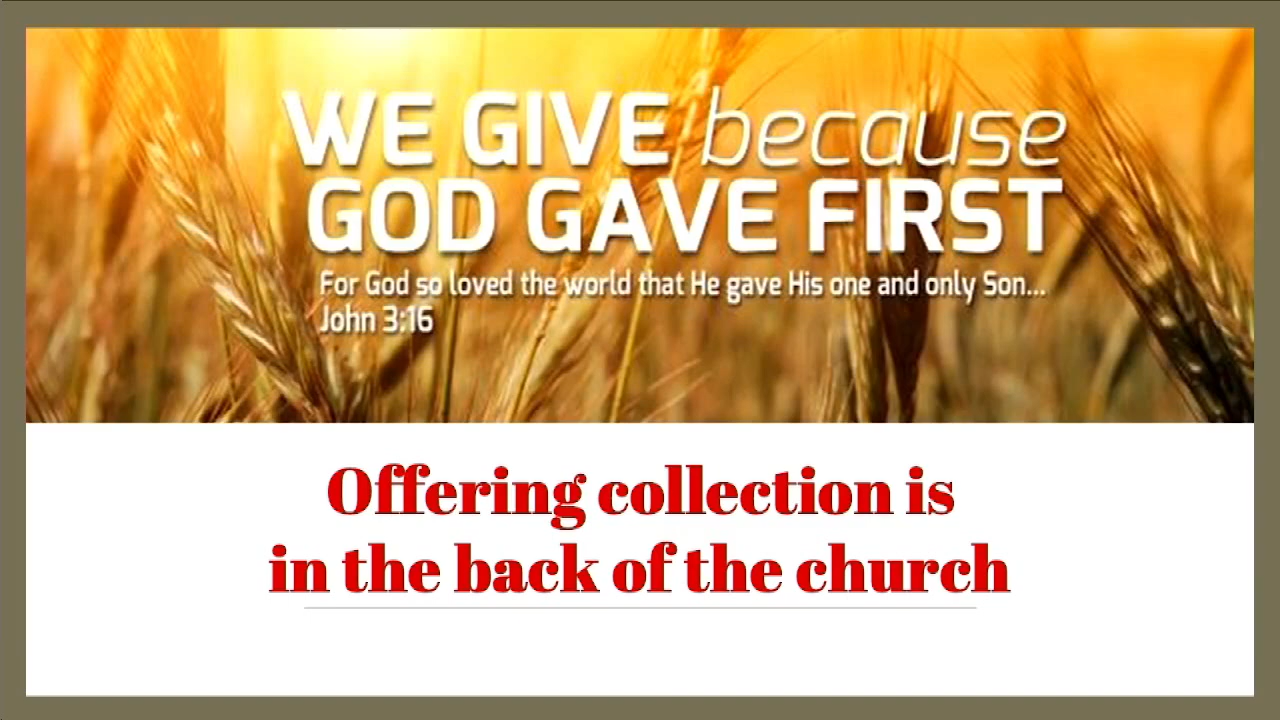 WE GIVE because
GOD GAVE FIRST
For God so loved the world that He gave His one and only Son...
John 3:16
Offering collection is
in the back of the church